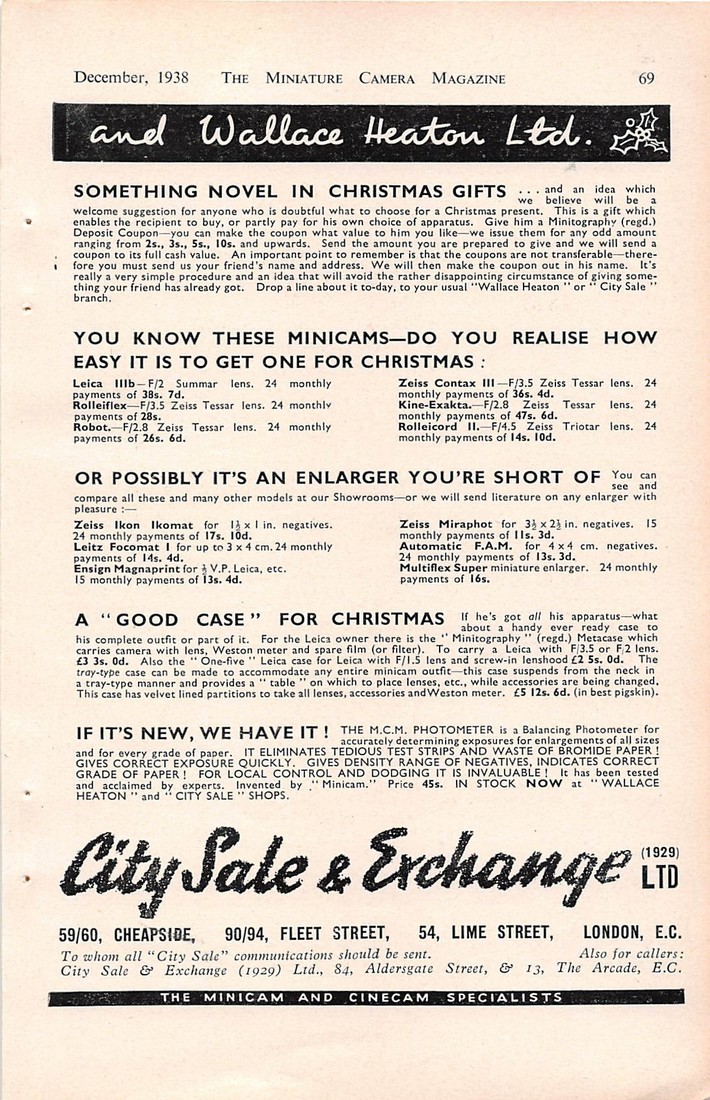 December, 1938 THE MINIATURE CAMERA MAGAZINE 69
and Wallace Heaton Ltd.
SOMETHING NOVEL IN CHRISTMAS GIFTS ... and an idea which
we believe will be a
welcome suggestion for anyone who is doubtful what to choose for a Christmas present. This is a gift which
enables the recipient to buy, or partly pay for his own choice of apparatus. Give him a Minitography (regd.)
Deposit Coupon—you can make the coupon what value to him you like—we issue them for any odd amount
ranging from 2s., 3s., 5s., 10s. and upwards. Send the amount you are prepared to give and we will send a
coupon to its full cash value. An important point to remember is that the coupons are not transferable—there-
fore you must send us your friend's name and address. We will then make the coupon out in his name. It's
really a very simple procedure and an idea that will avoid the rather disappointing circumstance of giving some-
thing your friend has already got. Drop a line about it to-day, to your usual "Wallace Heaton" or "City Sale"
branch.
YOU KNOW THESE MINICAMS—DO YOU REALISE HOW
EASY IT IS TO GET ONE FOR CHRISTMAS :
Leica IIIb—F/2 Summar lens. 24 monthly
payments of 38s. 7d.
Rolleiflex—F/3.5 Zeiss Tessar lens. 24 monthly
payments of 28s.
Robot.—F/2.8 Zeiss Tessar lens. 24 monthly
payments of 26s. 6d.
Zeiss Contax III—F/3.5 Zeiss Tessar lens. 24
monthly payments of 36s. 4d.
Kine-Exakta.—F/2.8 Zeiss Tessar lens. 24
monthly payments of 47s. 6d.
Rolleicord II.—F/4.5 Zeiss Triotar lens. 24
monthly payments of 14s. 10d.
OR POSSIBLY IT'S AN ENLARGER YOU'RE SHORT OF You can
see and
compare all these and many other models at our Showrooms—or we will send literature on any enlarger with
pleasure :—
Zeiss Ikon Ikomat for 1½ x 1 in. negatives.
24 monthly payments of 17s. 10d.
Leitz Focomat I for up to 3 x 4 cm. 24 monthly
payments of 14s. 4d.
Ensign Magnaprint for ½ V.P. Leica, etc.
15 monthly payments of 13s. 4d.
Zeiss Miraphot for 3½ x 2½ in. negatives. 15
monthly payments of 11s. 3d.
Automatic F.A.M. for 4 x 4 cm. negatives.
24 monthly payments of 13s. 3d.
Multiflex Super miniature enlarger. 24 monthly
payments of 16s.
A "GOOD CASE" FOR CHRISTMAS If he's got all his apparatus—what
about a handy ever ready case to
his complete outfit or part of it. For the Leica owner there is the "Minitography" (regd.) Metacase which
carries camera with lens, Weston meter and spare film (or filter). To carry a Leica with F/3.5 or F/2 lens.
£3 3s. 0d. Also the "One-five" Leica case for Leica with F/1.5 lens and screw-in lenshood £2 5s. 0d. The
tray-type case can be made to accommodate any entire minicam outfit—this case suspends from the neck in
a tray-type manner and provides a "table" on which to place lenses, etc., while accessories are being changed.
This case has velvet lined partitions to take all lenses, accessories and Weston meter. £5 12s. 6d. (in best pigskin).
IF IT'S NEW, WE HAVE IT! THE M.C.M. PHOTOMETER is a Balancing Photometer for
accurately determining exposures for enlargements of all sizes
and for every grade of paper. IT ELIMINATES TEDIOUS TEST STRIPS AND WASTE OF BROMIDE PAPER!
GIVES CORRECT EXPOSURE QUICKLY. GIVES DENSITY RANGE OF NEGATIVES, INDICATES CORRECT
GRADE OF PAPER! FOR LOCAL CONTROL AND DODGING IT IS INVALUABLE! It has been tested
and acclaimed by experts. Invented by "Minicam." Price 45s. IN STOCK NOW at "WALLACE
HEATON" and "CITY SALE" SHOPS.
City Sale & Exchange (1929)
LTD
59/60, CHEAPSIDE, 90/94, FLEET STREET, 54, LIME STREET, LONDON, E.C.
To whom all "City Sale" communications should be sent. Also for callers:
City Sale & Exchange (1929) Ltd., 84, Aldersgate Street, & 13, The Arcade, E.C.
THE MINICAM AND CINECAM SPECIALISTS